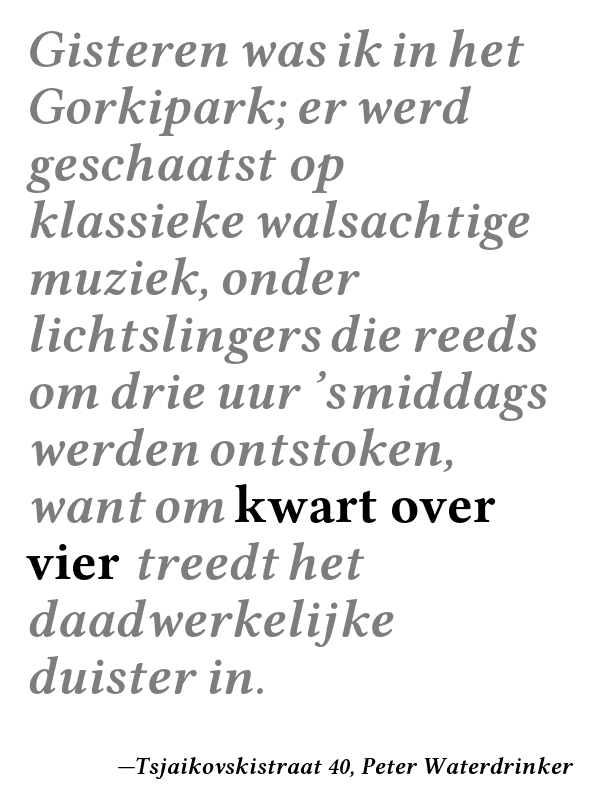 Gisteren was ik in het
Gorkipark; er werd
geschaatst op
klassieke walsachtige
muziek, onder
lichtslingers die reeds
om drie uur ’s middags
werden ontstoken,
want om kwart over
vier treedt het
daadwerkelijke
duister in.
—Tsjaikovskistraat 40, Peter Waterdrinker